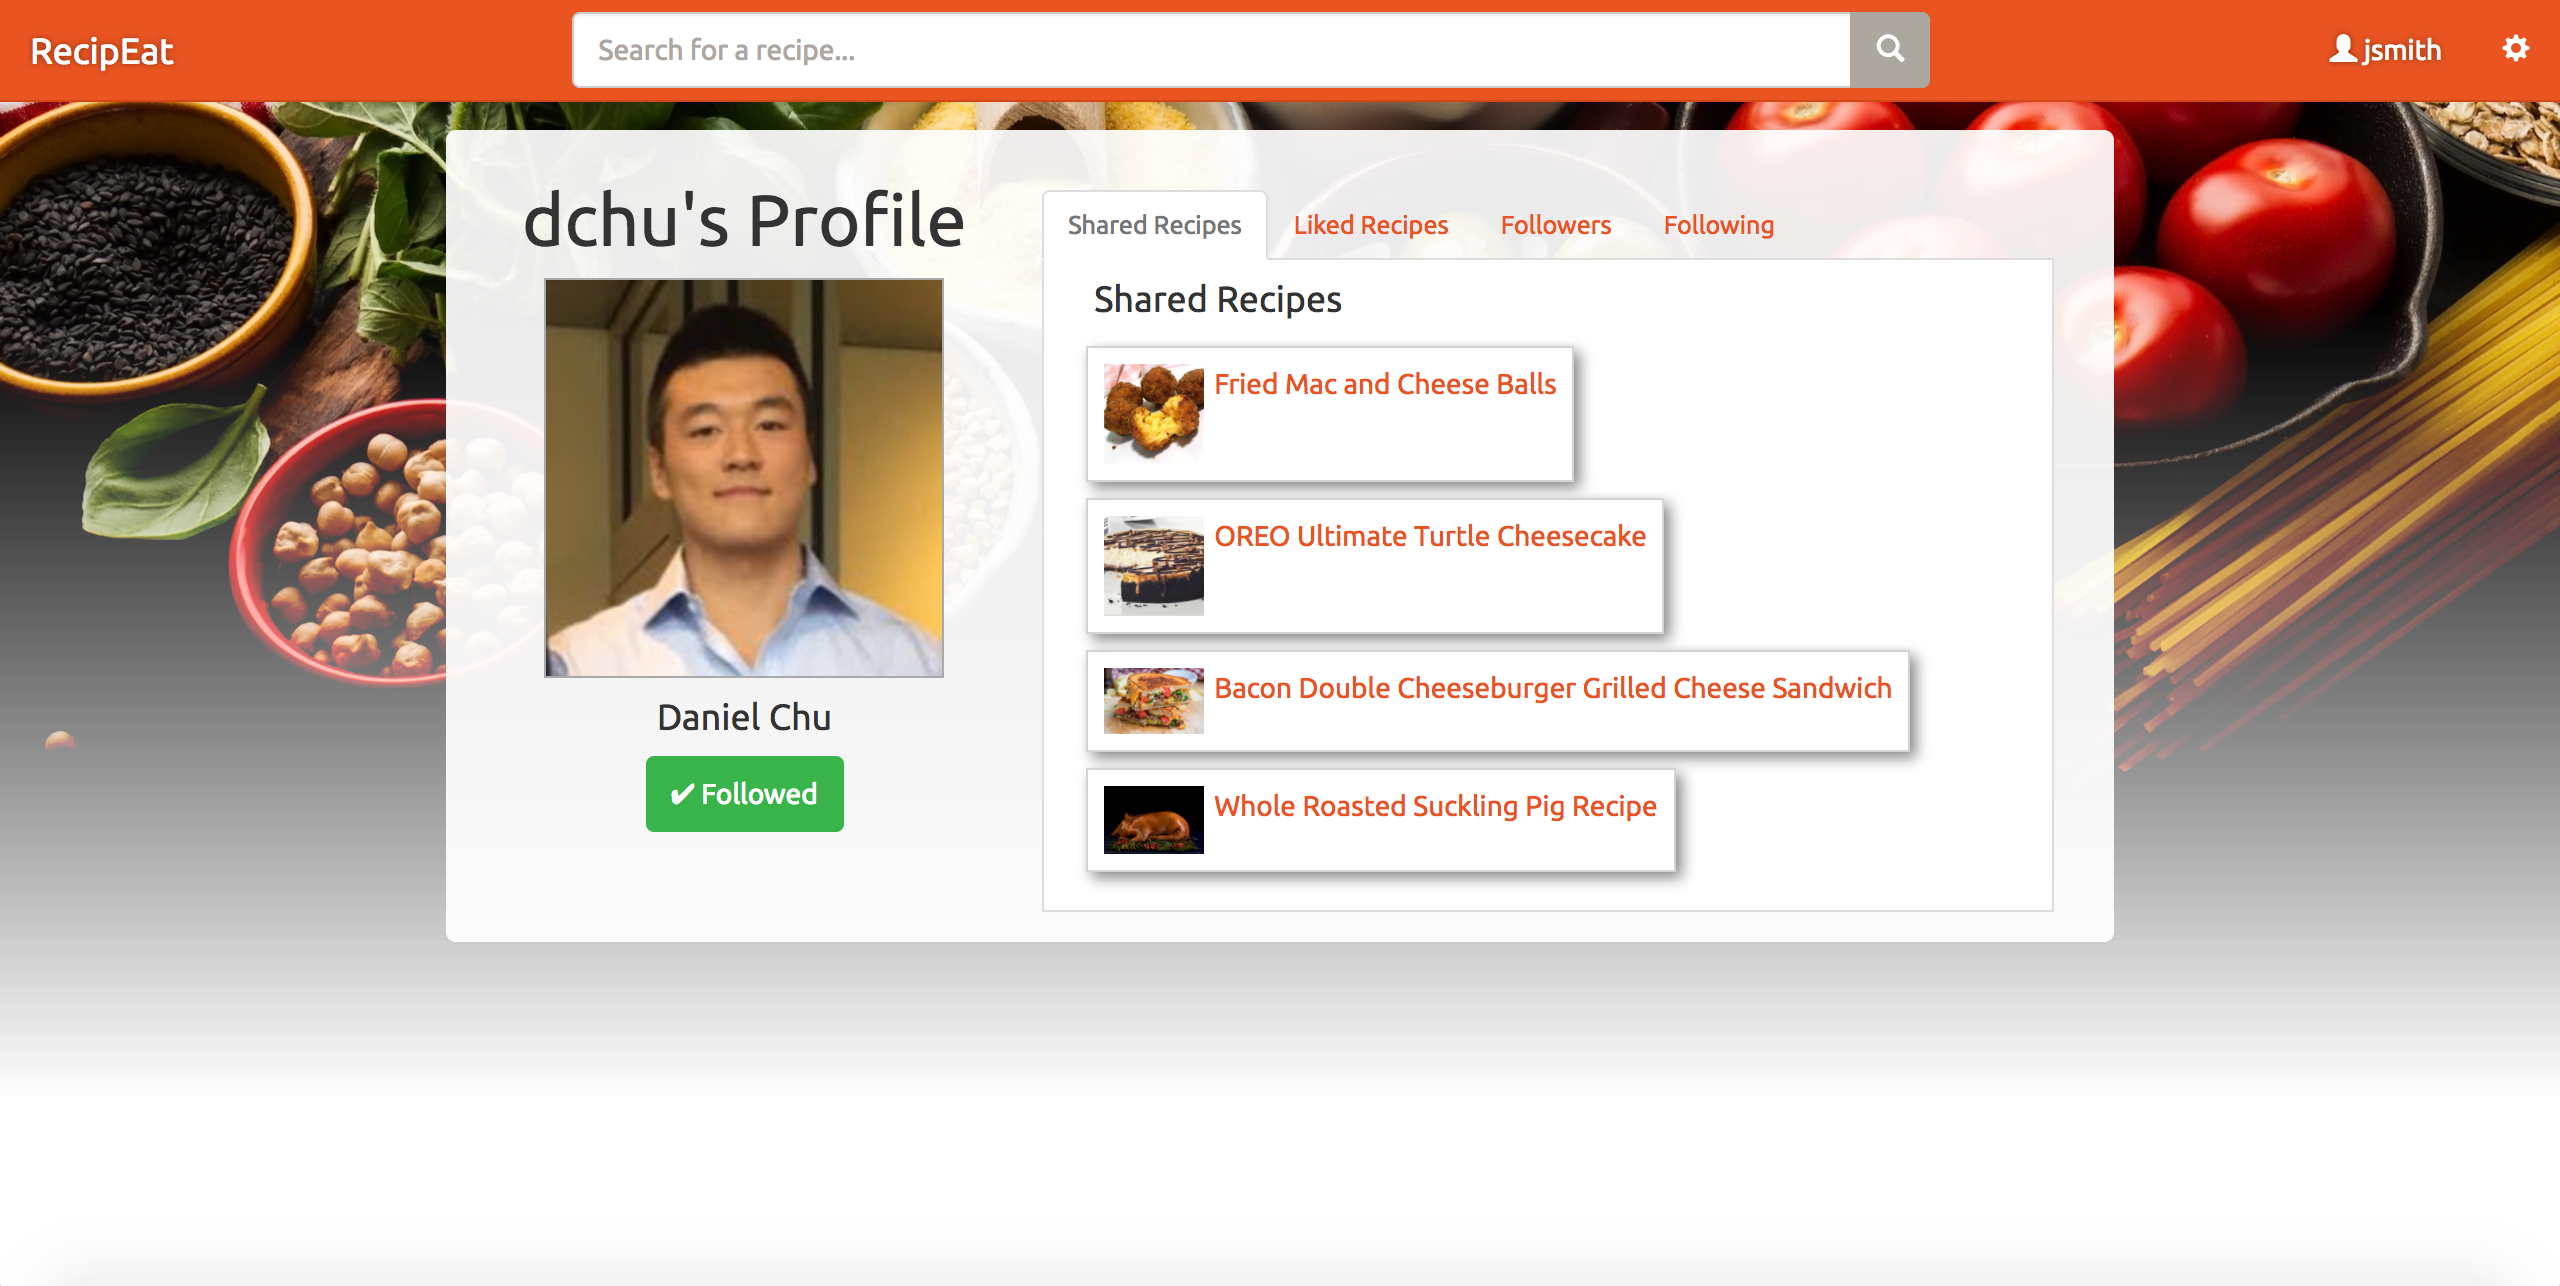 RecipEat
Search for a recipe...
jsmith
dchu's Profile
Daniel Chu
✔ Followed
Shared Recipes
Liked Recipes
Followers
Following
Shared Recipes
Fried Mac and Cheese Balls
OREO Ultimate Turtle Cheesecake
Bacon Double Cheeseburger Grilled Cheese Sandwich
Whole Roasted Suckling Pig Recipe